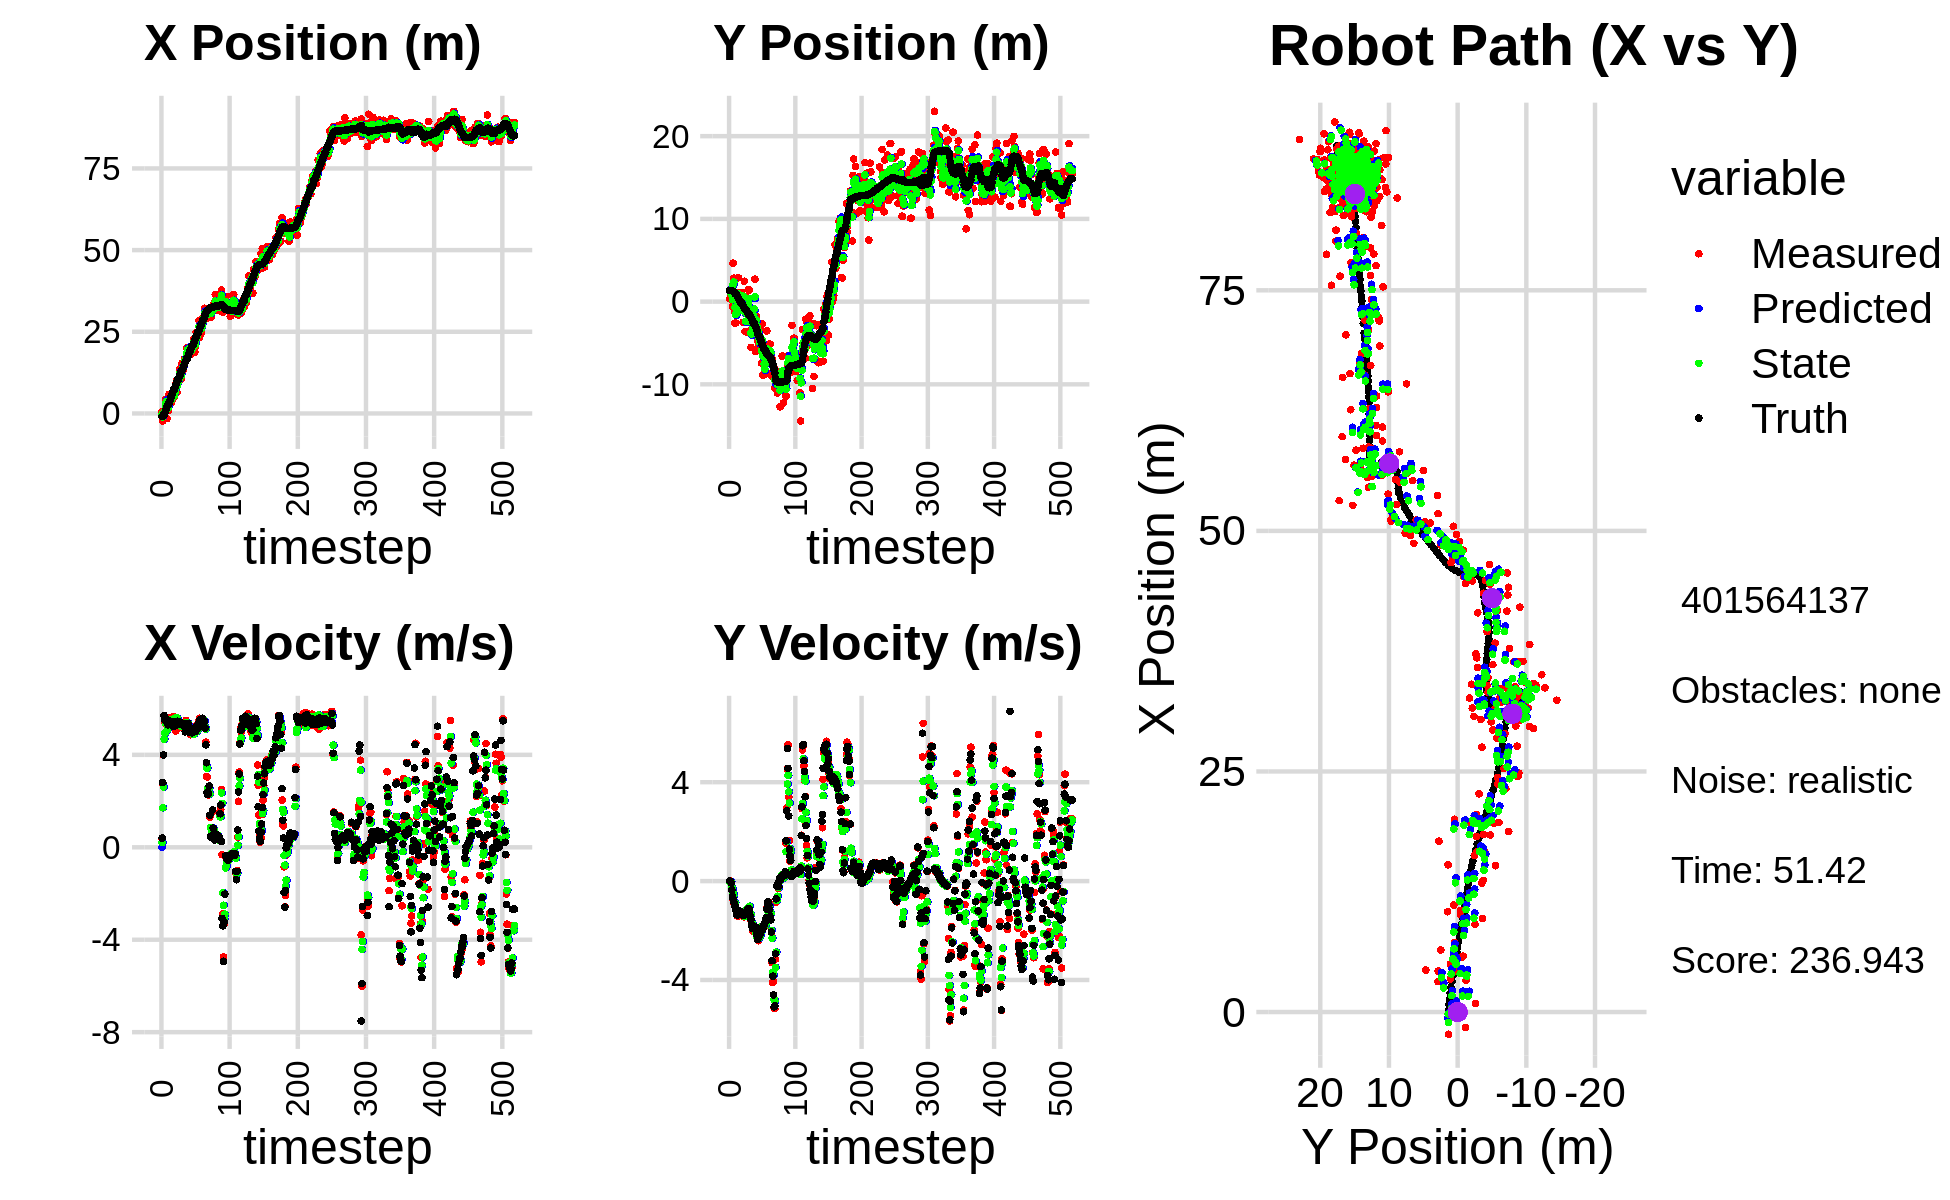 X Position (m)
75
50
25
0
0 100 200 300 400 500
timestep
Y Position (m)
20
10
0
-10
0 100 200 300 400 500
timestep
X Velocity (m/s)
4
0
-4
-8
0 100 200 300 400 500
timestep
Y Velocity (m/s)
4
0
-4
0 100 200 300 400 500
timestep
Robot Path (X vs Y)
X Position (m)
75
50
25
0
20 10 0 -10 -20
Y Position (m)
variable
Measured
Predicted
State
Truth
401564137
Obstacles: none
Noise: realistic
Time: 51.42
Score: 236.943